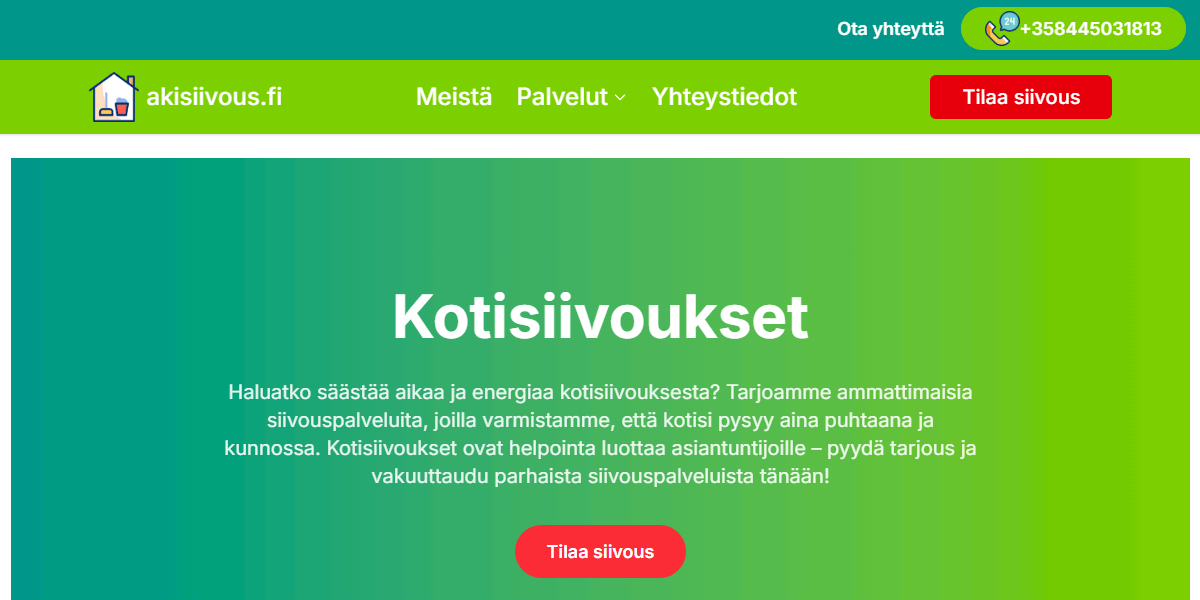 Ota yhteyttä
24
+358445031813
akisiivous.fi
Meistä
Palvelut
Yhteystiedot
Tilaa siivous
Kotisiivoukset
Haluatko säästää aikaa ja energiaa kotisiivouksesta? Tarjoamme ammattimaisia
siivouspalveluita, joilla varmistamme, että kotisi pysyy aina puhtaana ja
kunnossa. Kotisiivoukset ovat helpointa luottaa asiantuntijoille – pyydä tarjous ja
vakuuttaudu parhaista siivouspalveluista tänään!
Tilaa siivous